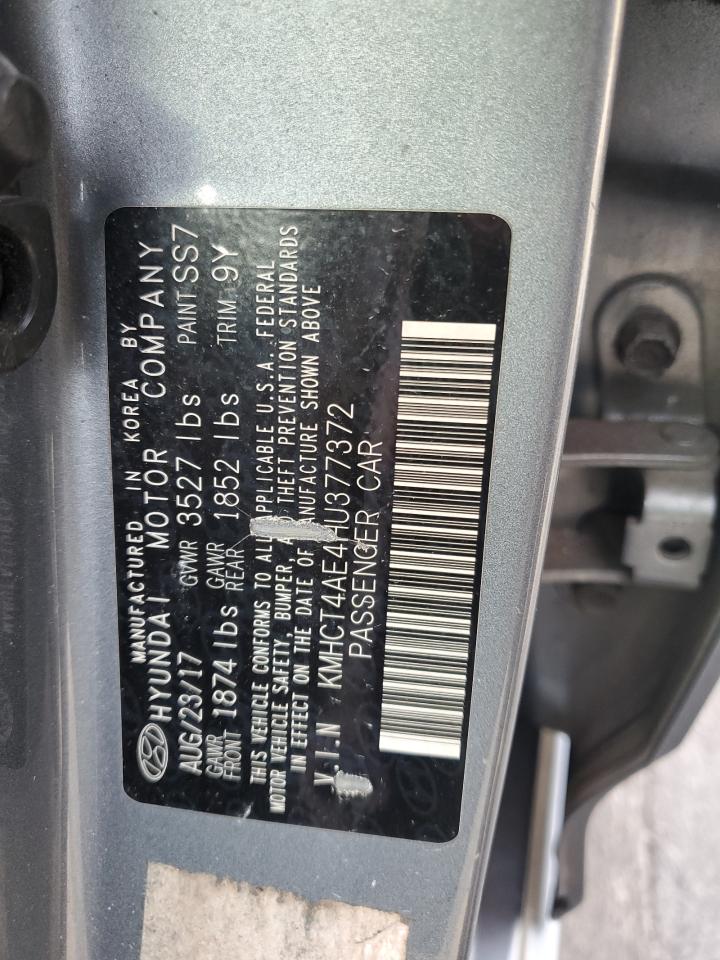 MANUFACTURED IN KOREA BY
HYUNDAI MOTOR COMPANY
AUG/23/17 GVWR 3527 lbs PAINT SS7
GAWR FRONT 1874 lbs GAWR REAR 1852 lbs TRIM 9Y
THIS VEHICLE CONFORMS TO ALL APPLICABLE U.S.A. FEDERAL
MOTOR VEHICLE SAFETY, BUMPER, THEFT PREVENTION STANDARDS
IN EFFECT ON THE DATE OF MANUFACTURE SHOWN ABOVE
V.I.N KMHCT4AE4HU377372
PASSENGER CAR